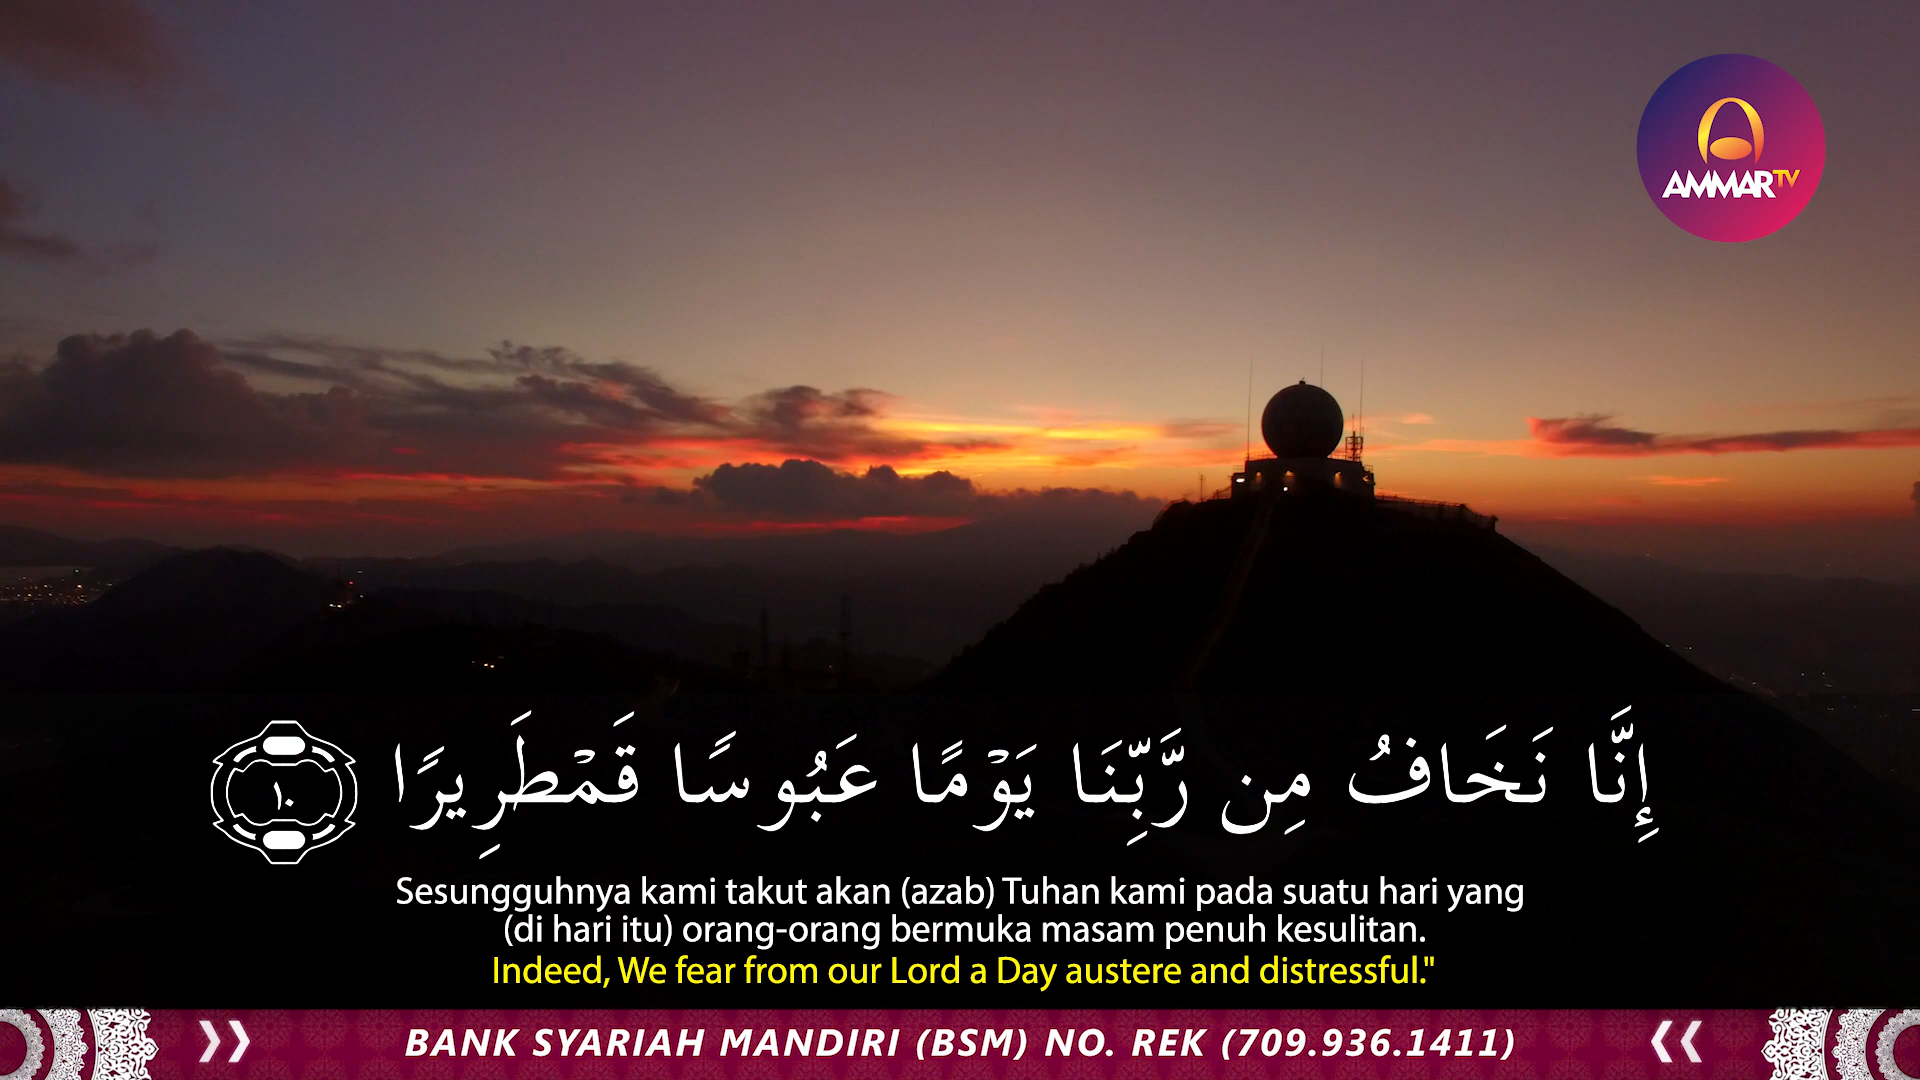 AMMAR TV
إِنَّا نَخَافُ مِن رَّبِّنَا يَوْمًا عَبُوسًا قَمْطَرِيرًا ١٠
Sesungguhnya kami takut akan (azab) Tuhan kami pada suatu hari yang
(di hari itu) orang-orang bermuka masam penuh kesulitan.
Indeed, We fear from our Lord a Day austere and distressful."
BANK SYARIAH MANDIRI (BSM) NO. REK (709.936.1411)